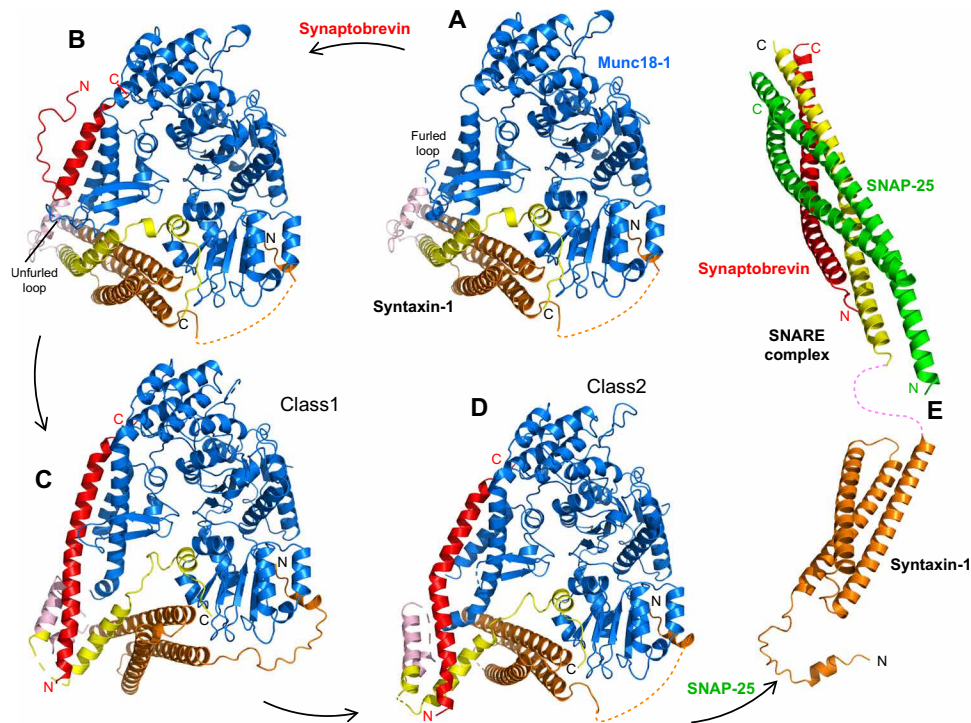 B
Synaptobrevin
A
Munc18-1
C
C
N
C
Furled
loop
C
SNAP-25
N
Synaptobrevin
Unfurled
loop
Syntaxin-1
C
C
N
SNARE
complex
N
Class1
Class2
E
C
D
C
C
N
N
Syntaxin-1
C
C
N
N
N
SNAP-25